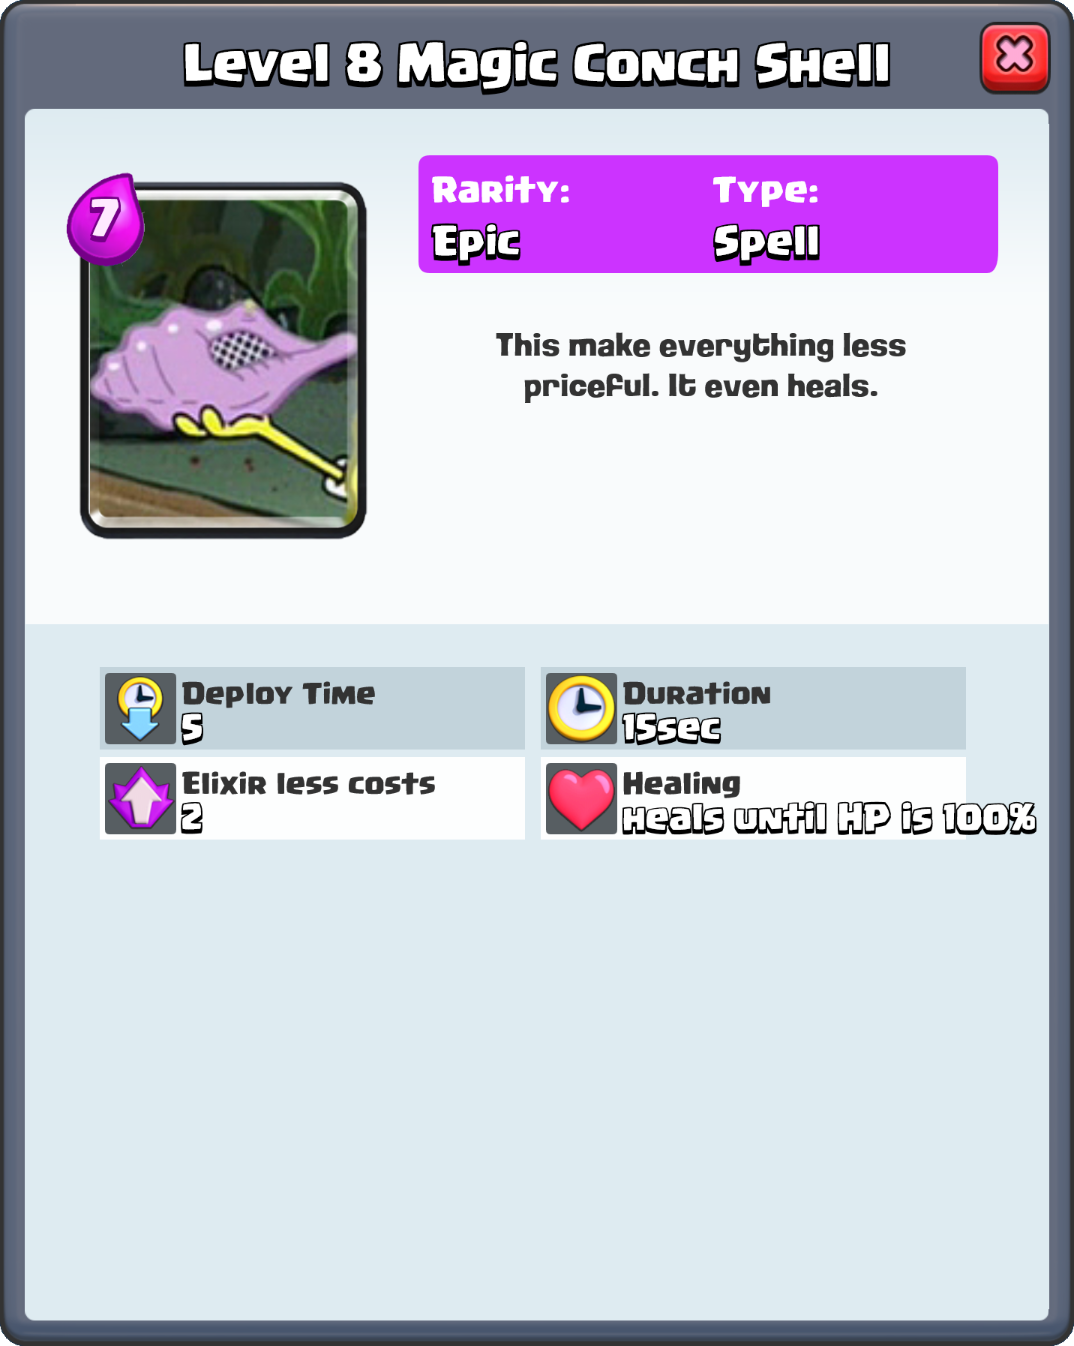 Level 8 Magic Conch Shell
7
Rarity:
Epic
Type:
Spell
This make everything less
priceful. It even heals.
Deploy Time
5
Duration
15sec
Elixir less costs
2
Healing
Heals until HP is 100%